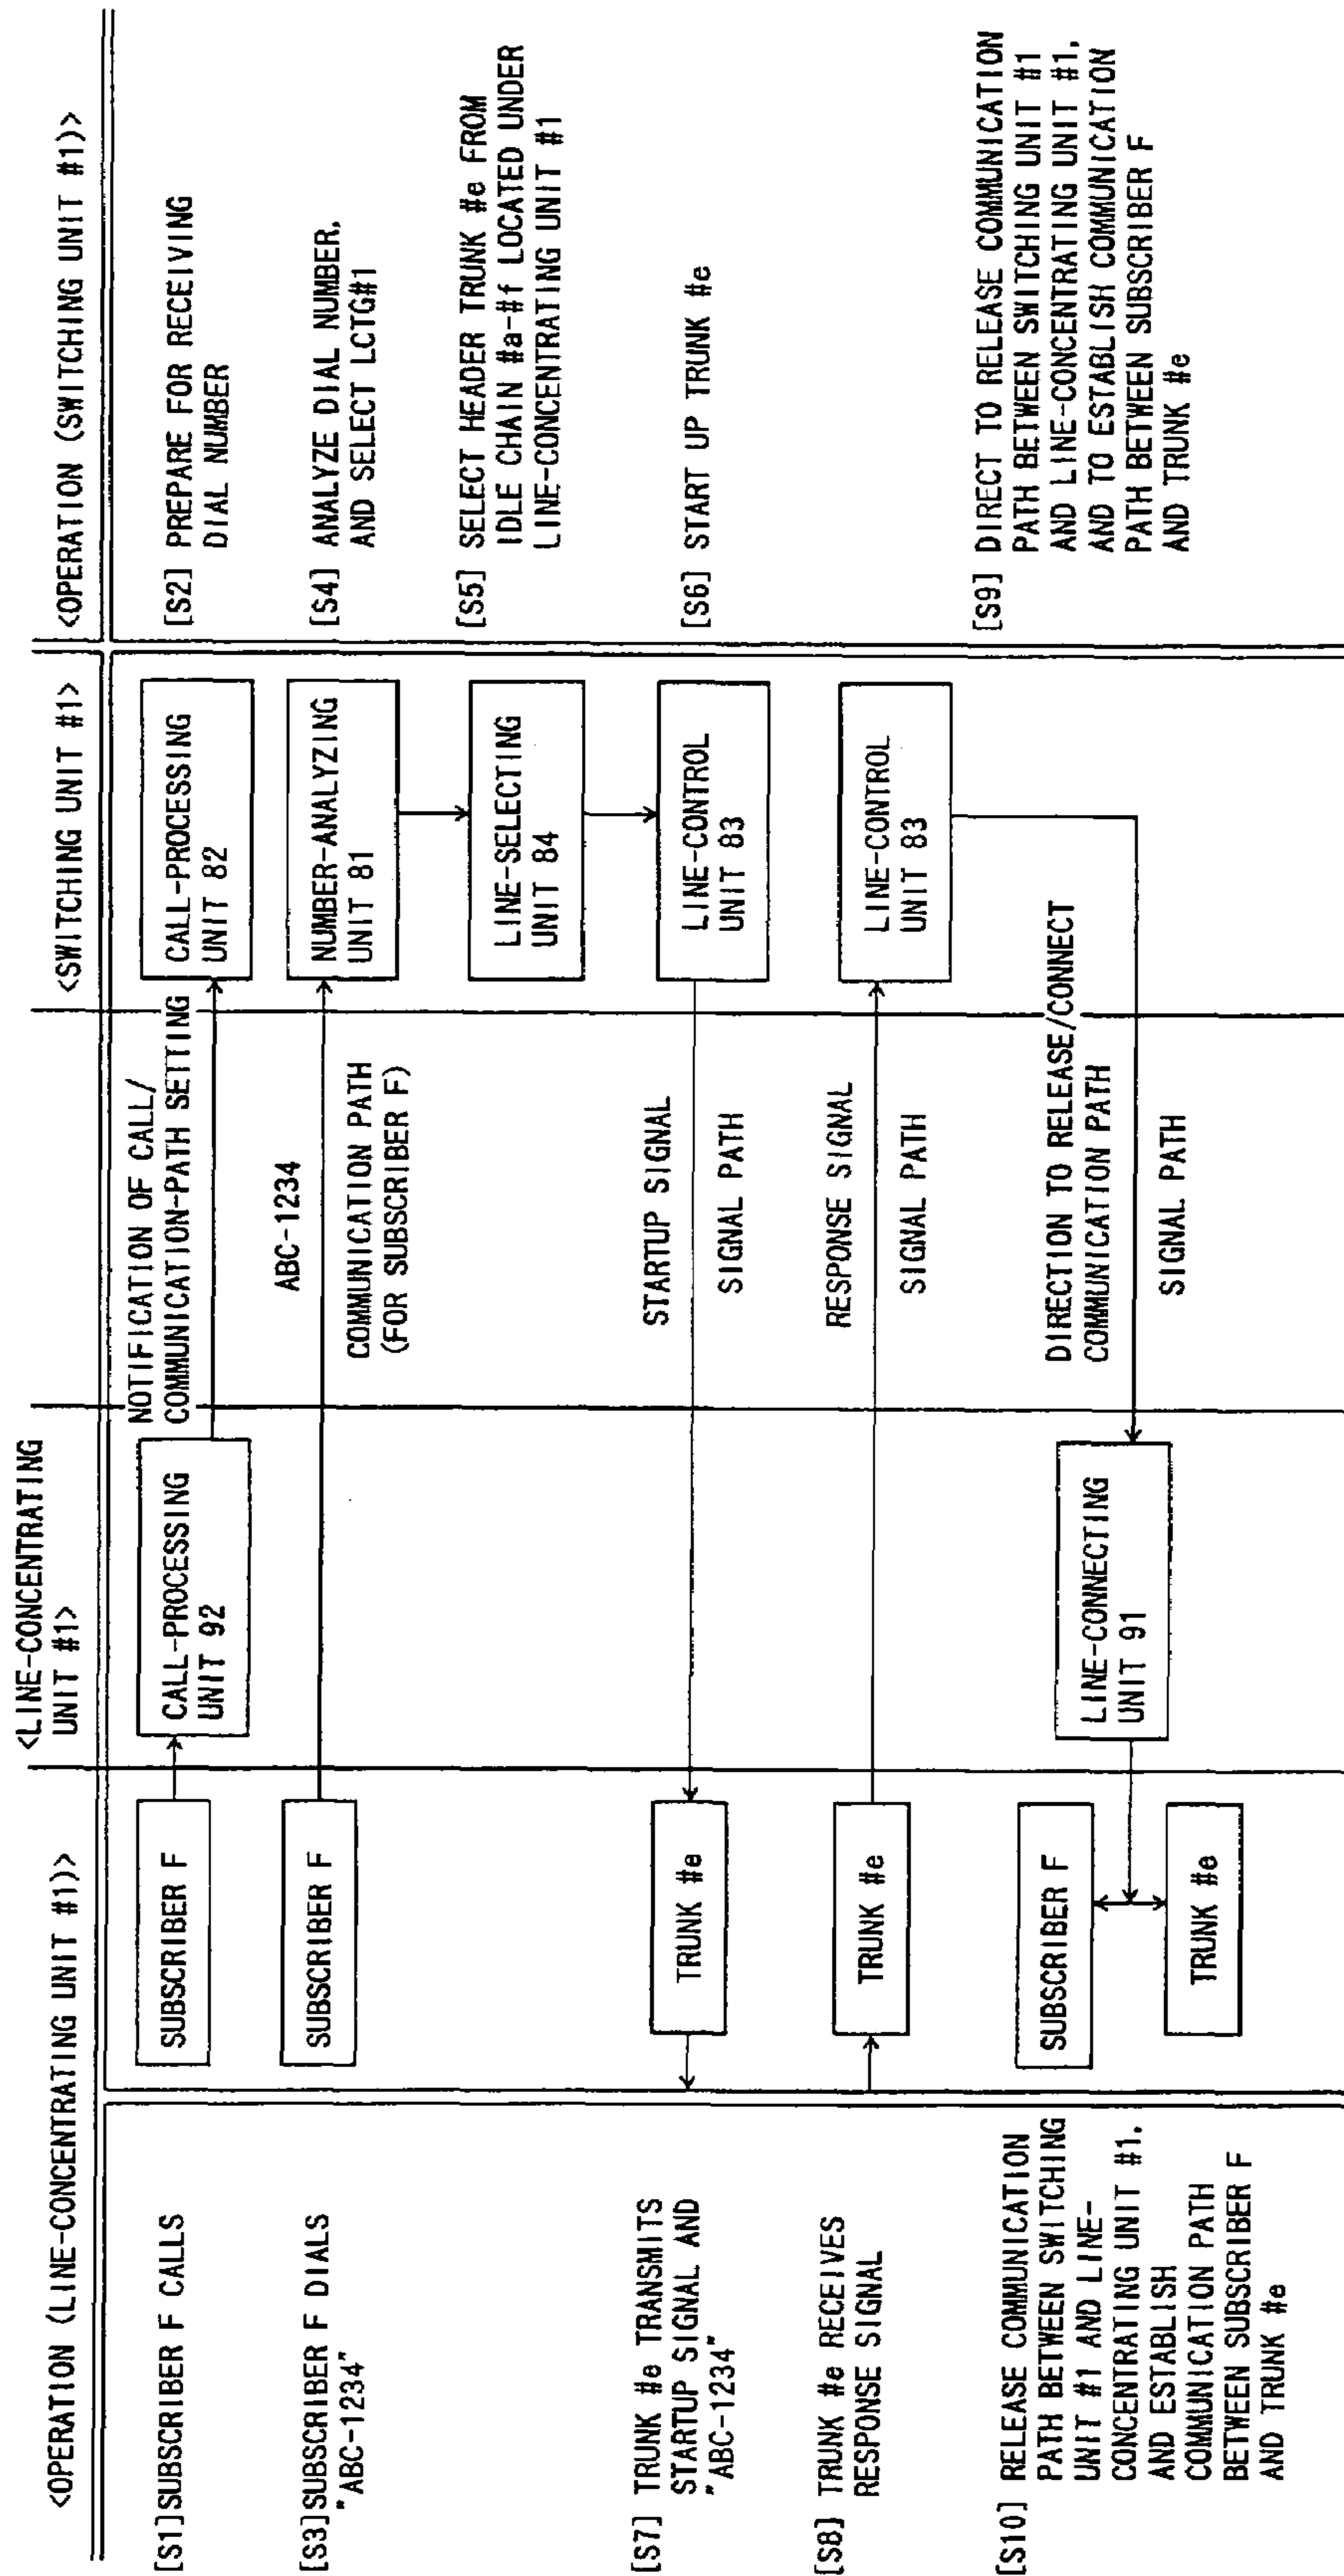 <OPERATION (LINE-CONCENTRATING UNIT #1)>
<LINE-CONCENTRATING
UNIT #1>
<SWITCHING UNIT #1>
<OPERATION (SWITCHING UNIT #1)>
[S1]SUBSCRIBER F CALLS
SUBSCRIBER F
CALL-PROCESSING
UNIT 92
NOTIFICATION OF CALL/
COMMUNICATION-PATH SETTING
CALL-PROCESSING
UNIT 82
[S2] PREPARE FOR RECEIVING
DIAL NUMBER
[S3]SUBSCRIBER F DIALS
"ABC-1234"
SUBSCRIBER F
ABC-1234
COMMUNICATION PATH
(FOR SUBSCRIBER F)
NUMBER-ANALYZING
UNIT 81
[S4] ANALYZE DIAL NUMBER,
AND SELECT LCTG#1
LINE-SELECTING
UNIT 84
[S5] SELECT HEADER TRUNK #e FROM
IDLE CHAIN #a-#f LOCATED UNDER
LINE-CONCENTRATING UNIT #1
[S7] TRUNK #e TRANSMITS
STARTUP SIGNAL AND
"ABC-1234"
TRUNK #e
STARTUP SIGNAL
SIGNAL PATH
LINE-CONTROL
UNIT 83
[S6] START UP TRUNK #e
[S8] TRUNK #e RECEIVES
RESPONSE SIGNAL
TRUNK #e
RESPONSE SIGNAL
SIGNAL PATH
LINE-CONTROL
UNIT 83
[S10] RELEASE COMMUNICATION
PATH BETWEEN SWITCHING
UNIT #1 AND LINE-
CONCENTRATING UNIT #1,
AND ESTABLISH
COMMUNICATION PATH
BETWEEN SUBSCRIBER F
AND TRUNK #e
SUBSCRIBER F
TRUNK #e
LINE-CONNECTING
UNIT 91
DIRECTION TO RELEASE/CONNECT
COMMUNICATION PATH
SIGNAL PATH
[S9] DIRECT TO RELEASE COMMUNICATION
PATH BETWEEN SWITCHING UNIT #1
AND LINE-CONCENTRATING UNIT #1,
AND TO ESTABLISH COMMUNICATION
PATH BETWEEN SUBSCRIBER F
AND TRUNK #e